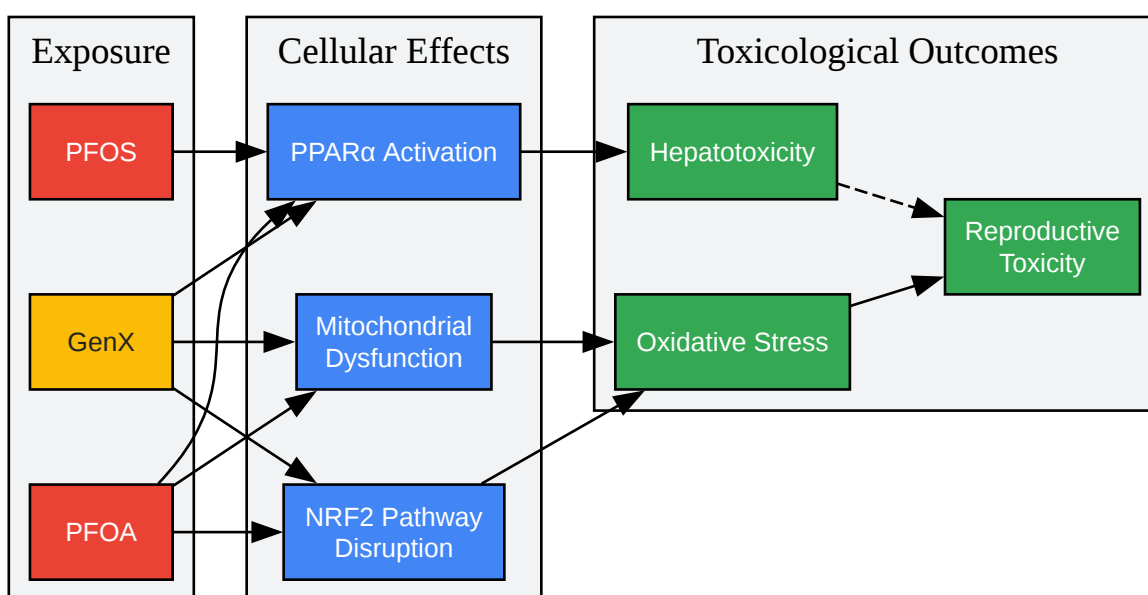 Exposure
Cellular Effects
Toxicological Outcomes
PFOS
PPARα Activation
Hepatotoxicity
Reproductive
Toxicity
GenX
Mitochondrial
Dysfunction
Oxidative Stress
PFOA
NRF2 Pathway
Disruption